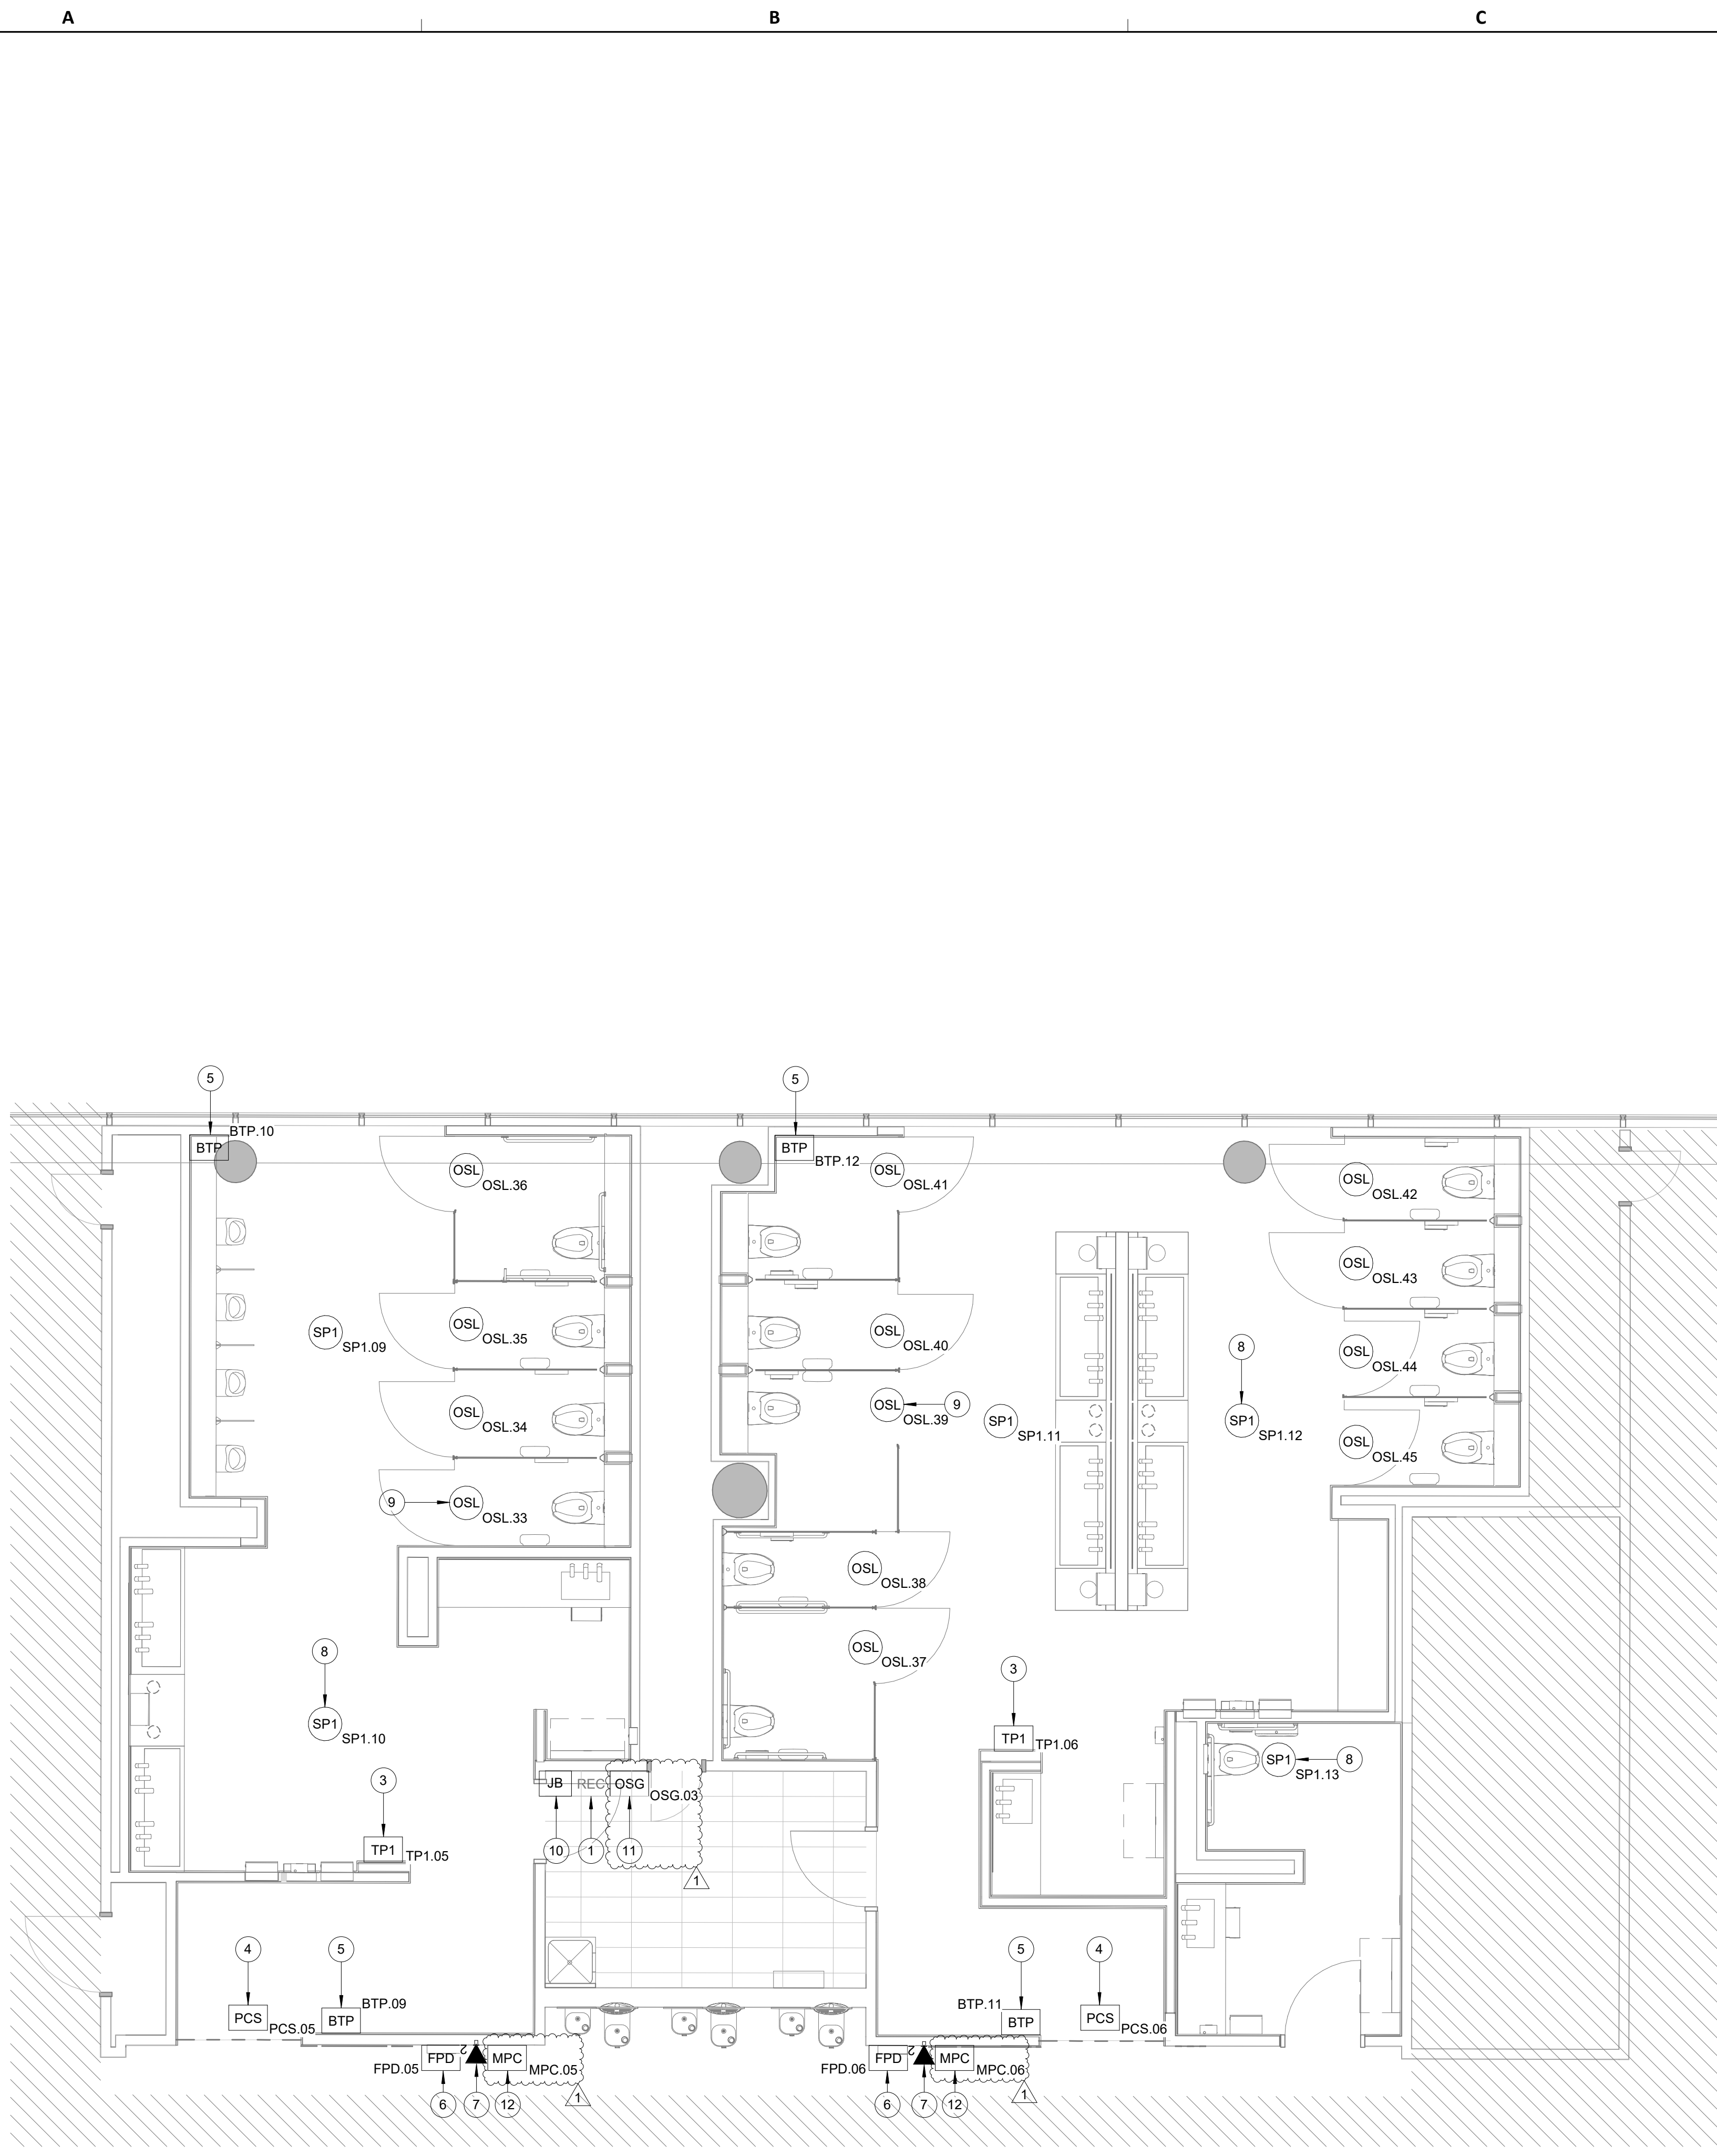 A B C
5 5
BTP BTP.10
BTP BTP.12
OSL OSL.36
OSL OSL.41
OSL OSL.42
OSL OSL.43
OSL OSL.35
SP1 SP1.09
OSL OSL.40
8
OSL OSL.44
OSL OSL.34
OSL OSL.39 9
SP1 SP1.11
SP1 SP1.12
OSL OSL.45
9 OSL OSL.33
OSL OSL.38
8
OSL OSL.37
3
SP1 SP1.10
TP1 TP1.06
SP1 SP1.13 8
3
JB REC OSG OSG.03
TP1 TP1.05
10 1 11
1
4 5 5 4
PCS PCS.05
BTP BTP.09
BTP.11 BTP
PCS PCS.06
FPD.05 FPD 2 MPC MPC.05
FPD.06 FPD 2 MPC MPC.06
1 1
6 7 12 6 7 12